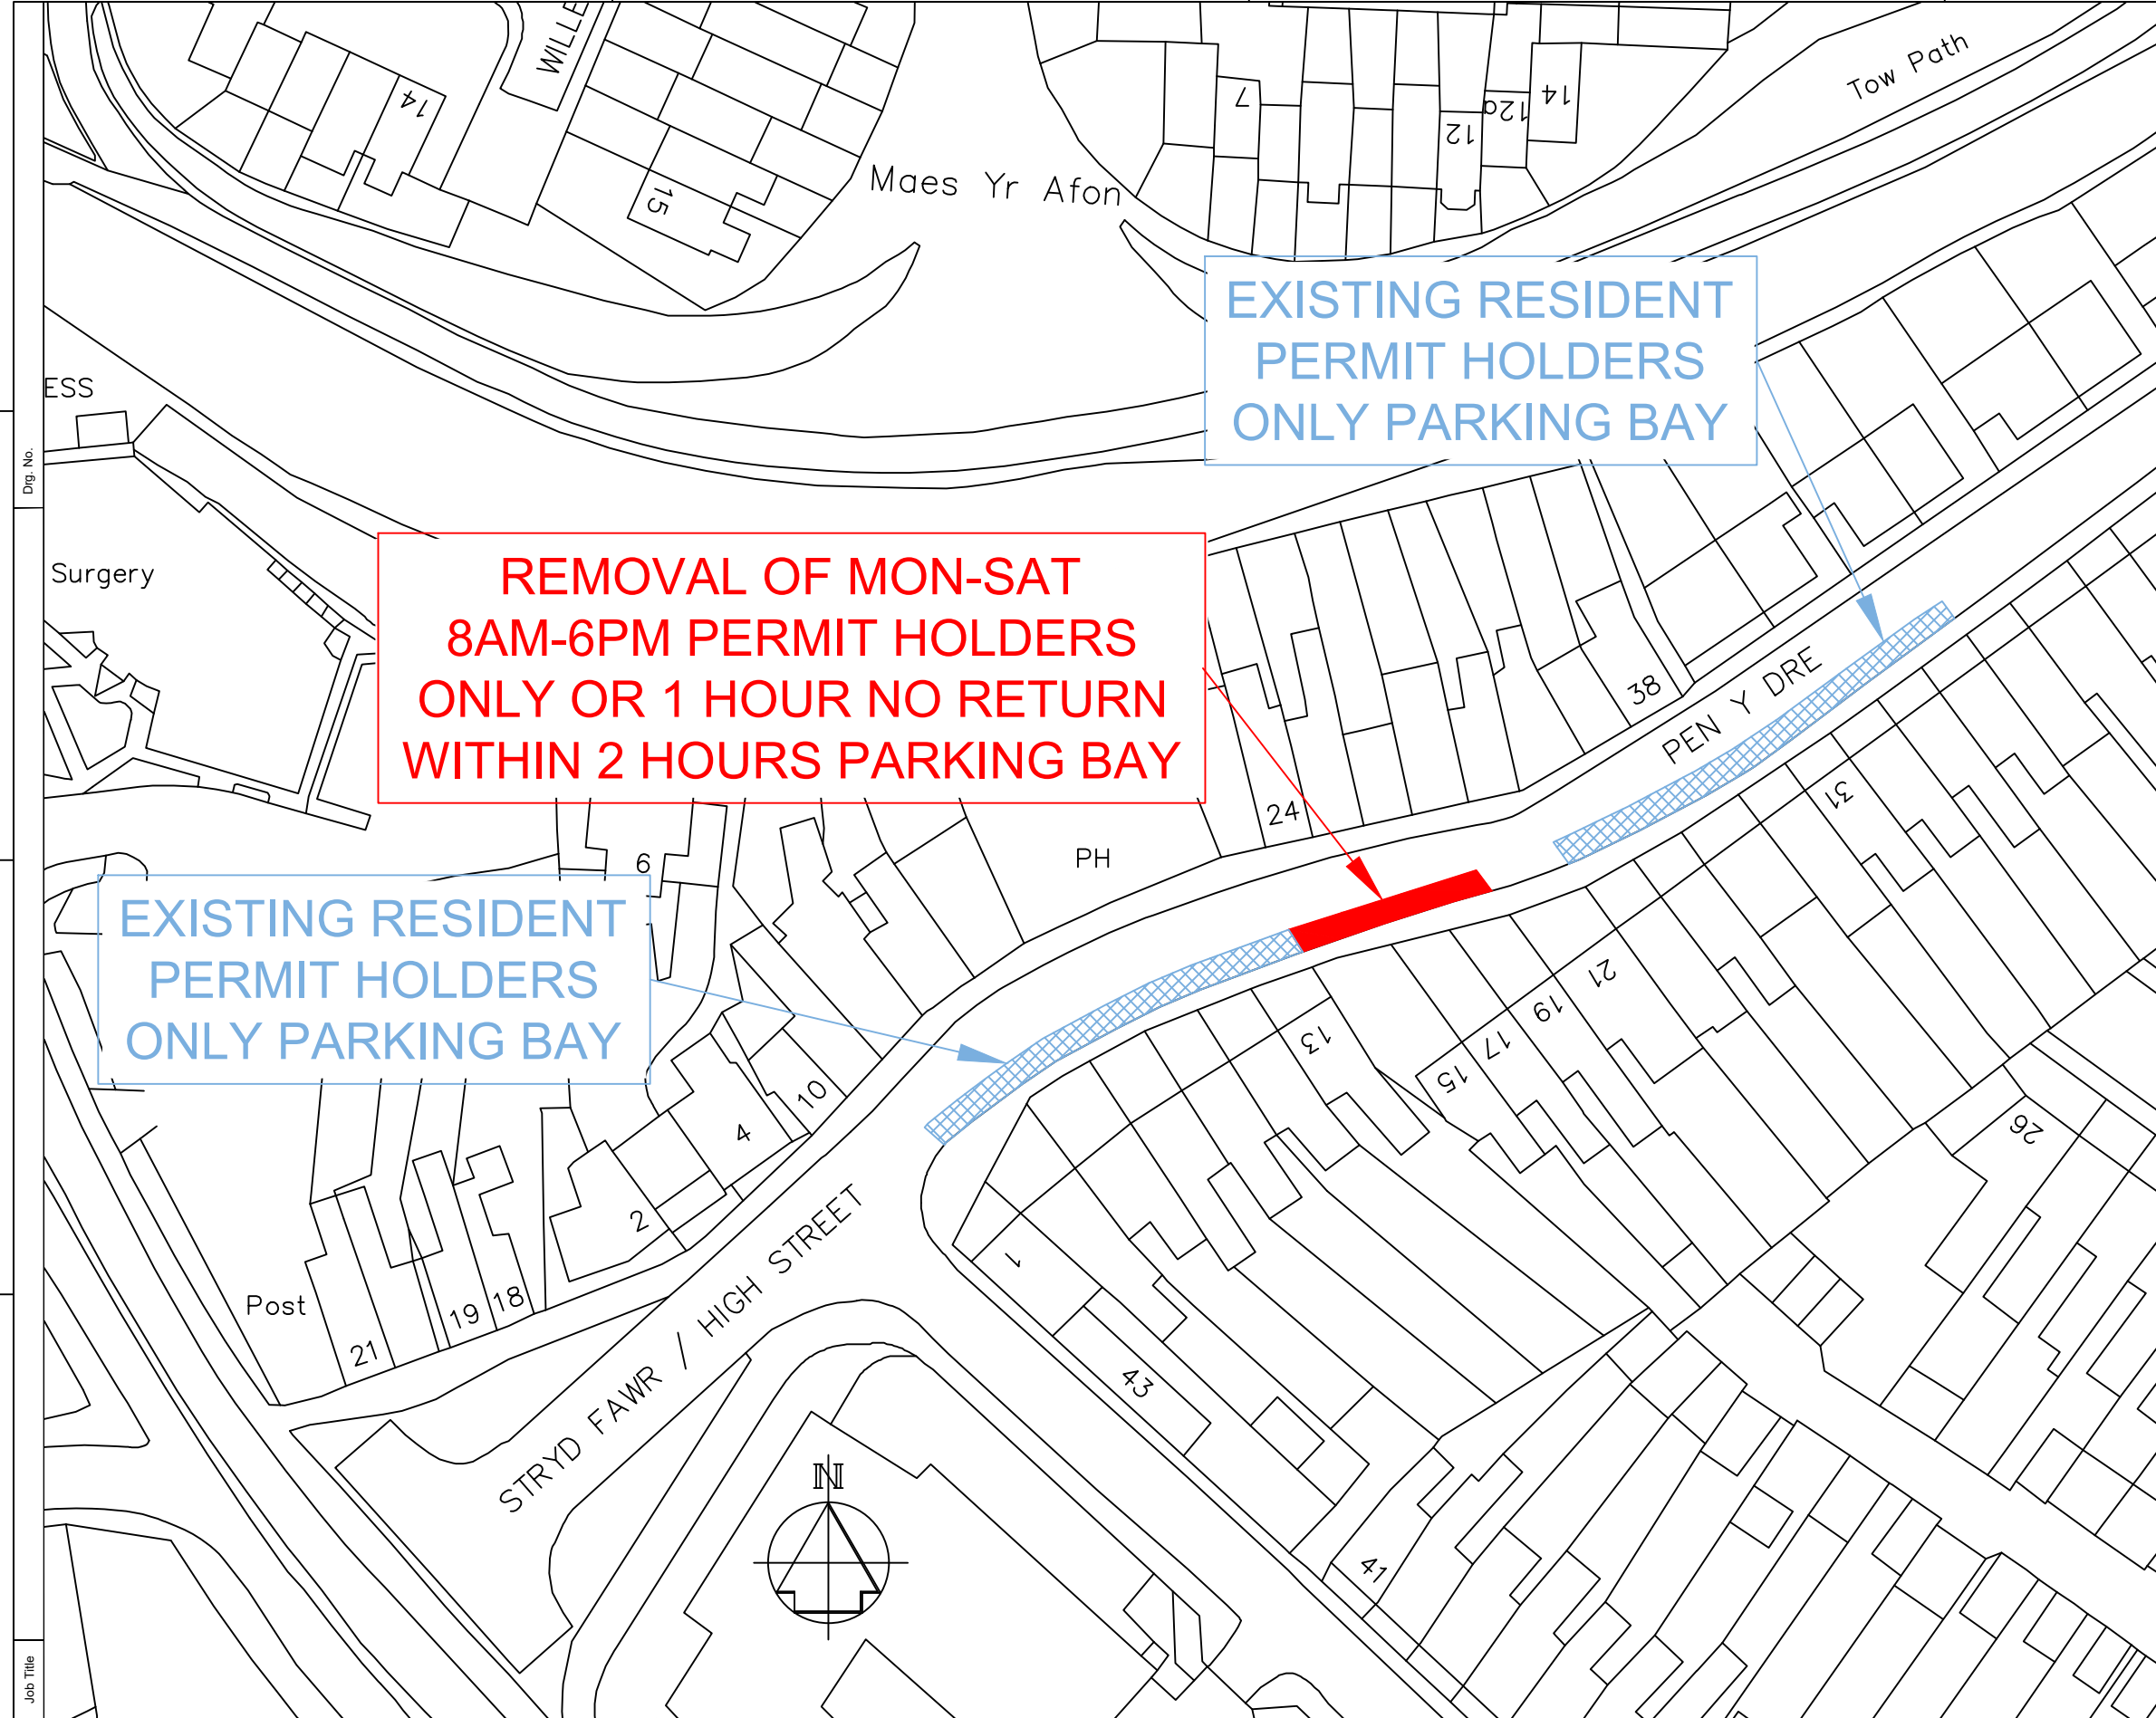 WILLE
14
15
Maes Yr Afon
7
12
12a
14
Tow Path
EXISTING RESIDENT
PERMIT HOLDERS
ONLY PARKING BAY
ESS
Drg. No.
Surgery
REMOVAL OF MON-SAT
8AM-6PM PERMIT HOLDERS
ONLY OR 1 HOUR NO RETURN
WITHIN 2 HOURS PARKING BAY
38
PEN Y DRE
31
24
PH
6
EXISTING RESIDENT
PERMIT HOLDERS
ONLY PARKING BAY
13
15
17
19
21
10
4
2
26
1
STRYD FAWR / HIGH STREET
Post
21
19
18
43
41
N
Job Title